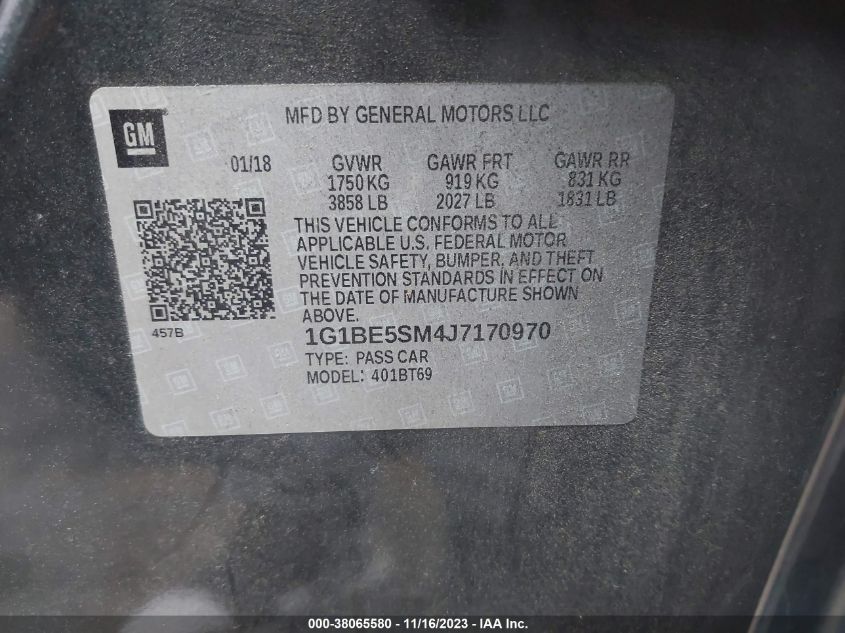 GM
MFD BY GENERAL MOTORS LLC
01/18 GVWR GAWR FRT GAWR RR
1750 KG 919 KG 831 KG
3858 LB 2027 LB 1831 LB
THIS VEHICLE CONFORMS TO ALL
APPLICABLE U.S. FEDERAL MOTOR
VEHICLE SAFETY, BUMPER, AND THEFT
PREVENTION STANDARDS IN EFFECT ON
THE DATE OF MANUFACTURE SHOWN
ABOVE.
457B
1G1BE5SM4J7170970
TYPE: PASS CAR
MODEL: 401BT69
000-38065580 - 11/16/2023 - IAA Inc.